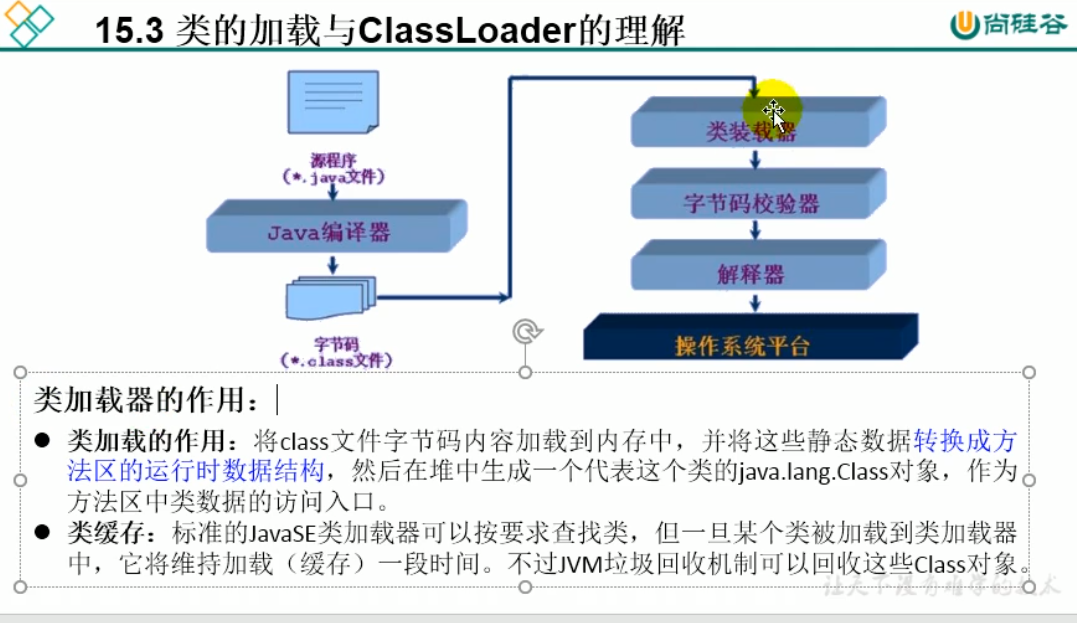 15.3 类的加载与ClassLoader的理解
尚硅谷
源程序
(*.java文件)
Java编译器
字节码
(*.class文件)
类装载器
字节码校验器
解释器
操作系统平台
类加载器的作用：
● 类加载的作用：将class文件字节码内容加载到内存中，并将这些静态数据转换成方
法区的运行时数据结构，然后在堆中生成一个代表这个类的java.lang.Class对象，作为
方法区中类数据的访问入口。
● 类缓存：标准的JavaSE类加载器可以按要求查找类，但一旦某个类被加载到类加载器
中，它将维持加载（缓存）一段时间。不过JVM垃圾回收机制可以回收这些Class对象。
让天下没有难学的技术